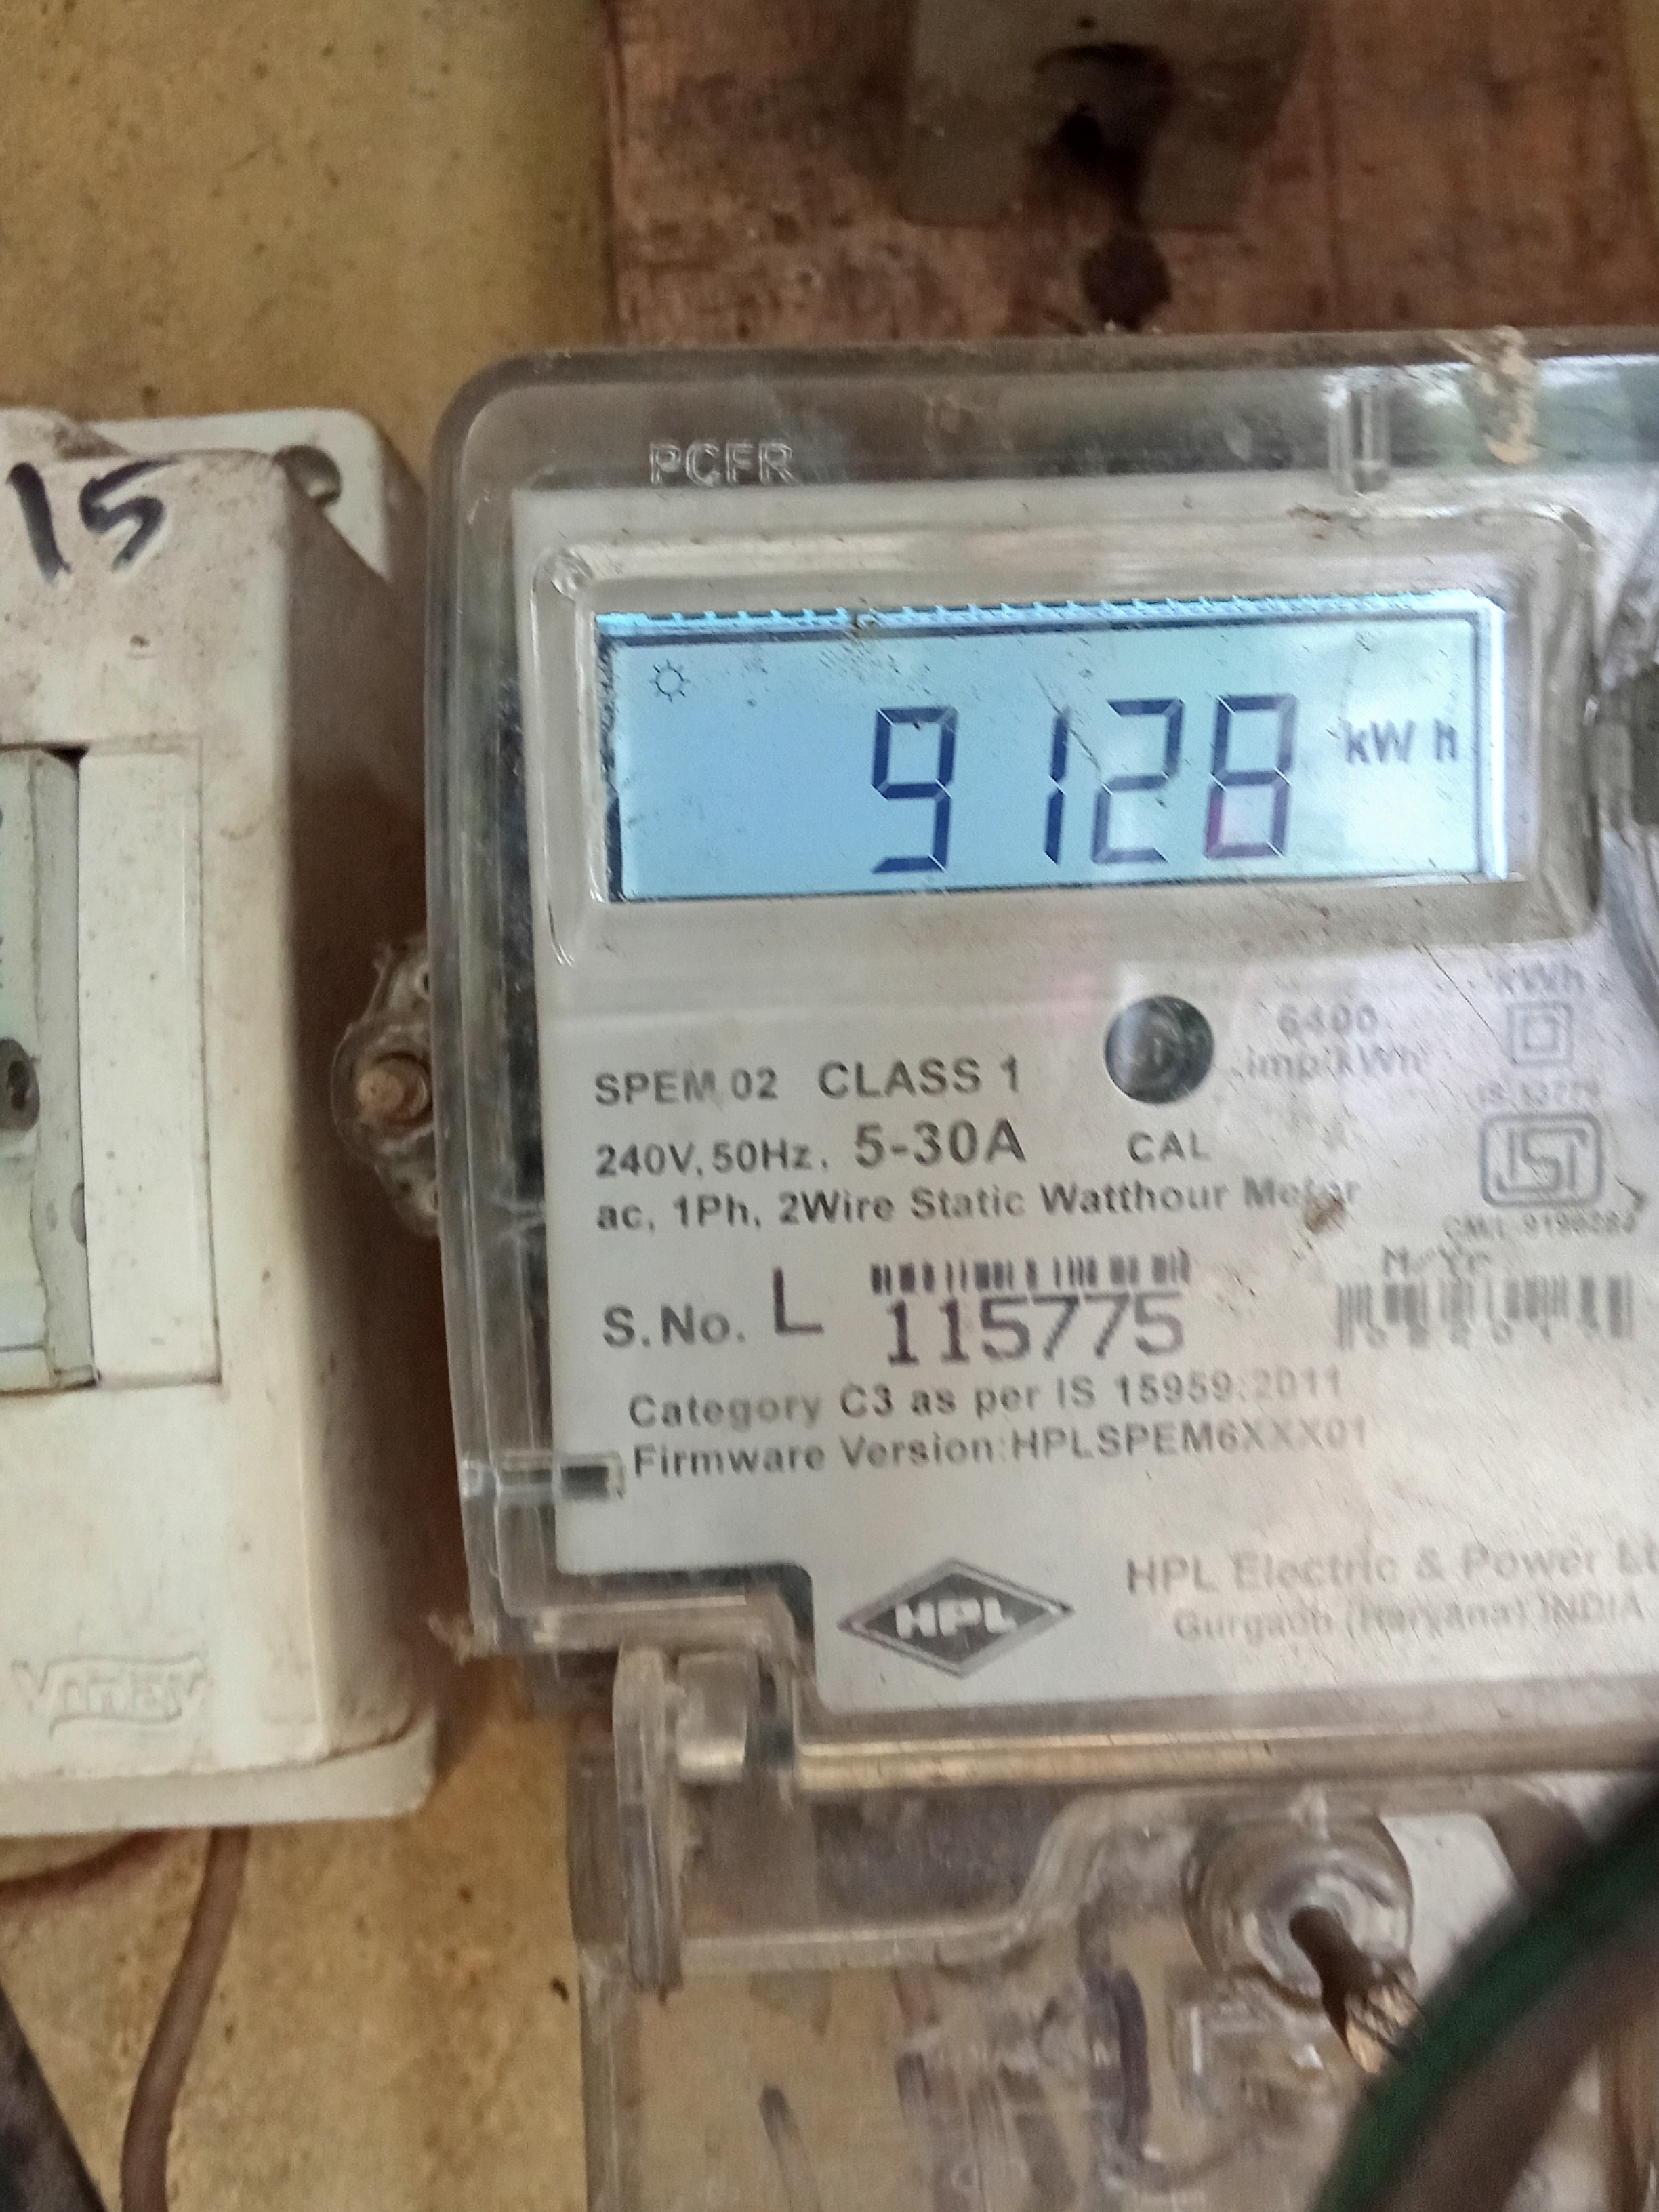 15
PCFR
9128 kWh
kWh
6400
imp/kWh
SPEM 02 CLASS 1
240V, 50Hz, 5-30A
CAL
ac, 1Ph, 2Wire Static Watthour Meter
M/Yr
S.No. L 115775
Category C3 as per IS 15959:2011
Firmware Version:HPLSPEM6XXX01
HPL
HPL Electric & Power
Gurgaon (Haryana) INDIA